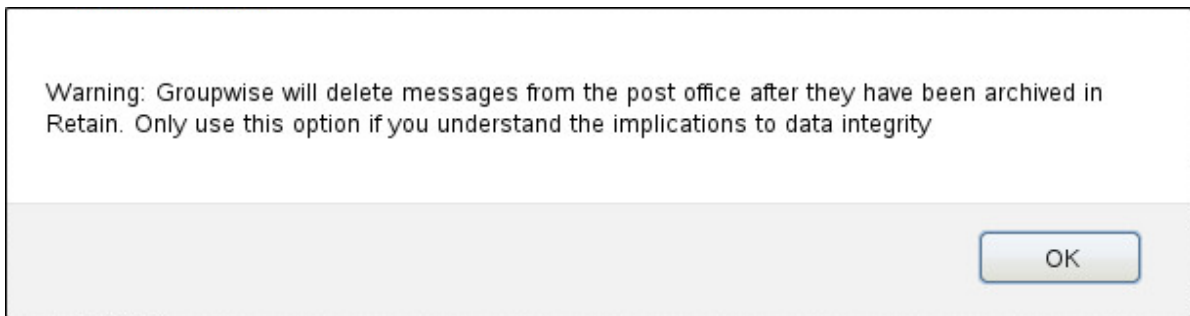 Warning: Groupwise will delete messages from the post office after they have been archived in
Retain. Only use this option if you understand the implications to data integrity
OK